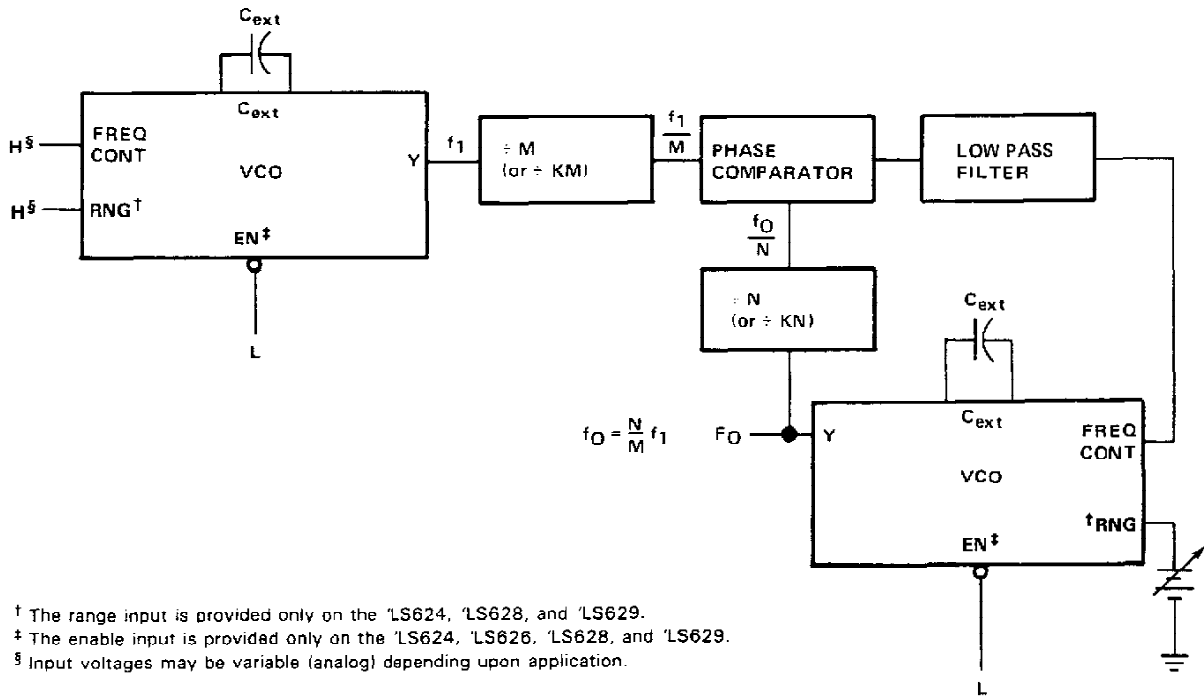 Cext
Cext
H§
FREQ
CONT
VCO
Y
H§
RNG†
EN‡
L
f1
÷ M
(or ÷ KM)
f1
M
PHASE
COMPARATOR
LOW PASS
FILTER
fO
N
÷ N
(or ÷ KN)
Cext
fO = N/M f1
FO
Y
Cext
FREQ
CONT
VCO
†RNG
EN‡
L
† The range input is provided only on the 'LS624, 'LS628, and 'LS629.
‡ The enable input is provided only on the 'LS624, 'LS626, 'LS628, and 'LS629.
§ Input voltages may be variable (analog) depending upon application.